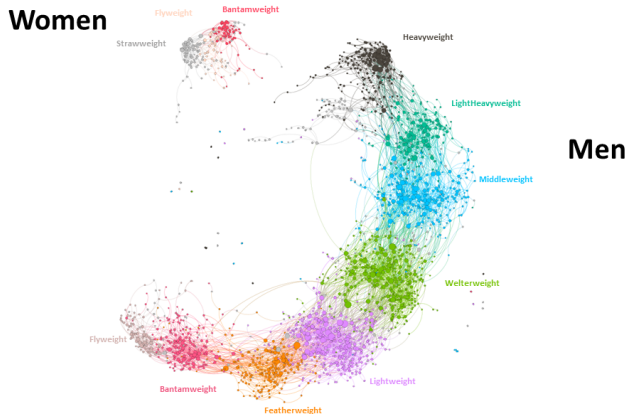 Women
Flyweight
Bantamweight
Strawweight
Heavyweight
LightHeavyweight
Men
Middleweight
Welterweight
Flyweight
Lightweight
Bantamweight
Featherweight